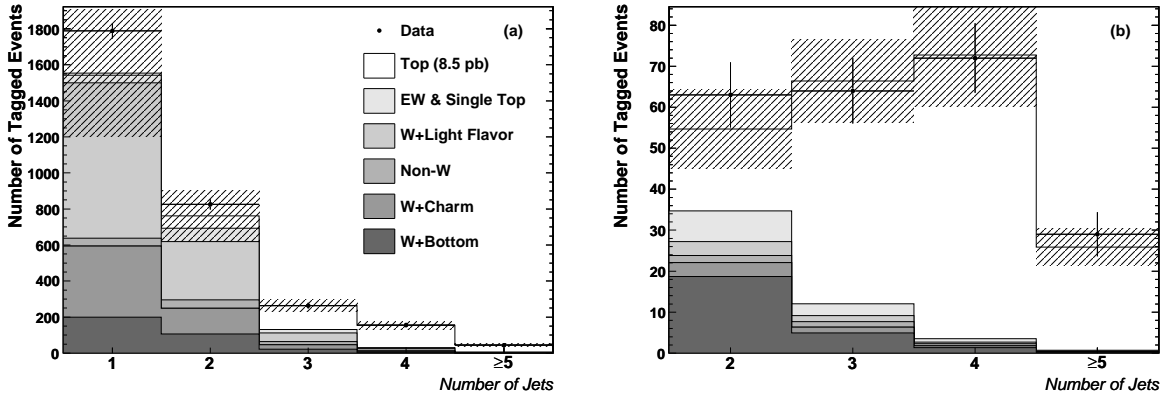 Number of Tagged Events
1800
1600
1400
1200
1000
800
600
400
200
0
1
2
3
4
≥5
Number of Jets
(a)
Data
Top (8.5 pb)
EW & Single Top
W+Light Flavor
Non-W
W+Charm
W+Bottom
Number of Tagged Events
80
70
60
50
40
30
20
10
0
2
3
4
≥5
Number of Jets
(b)